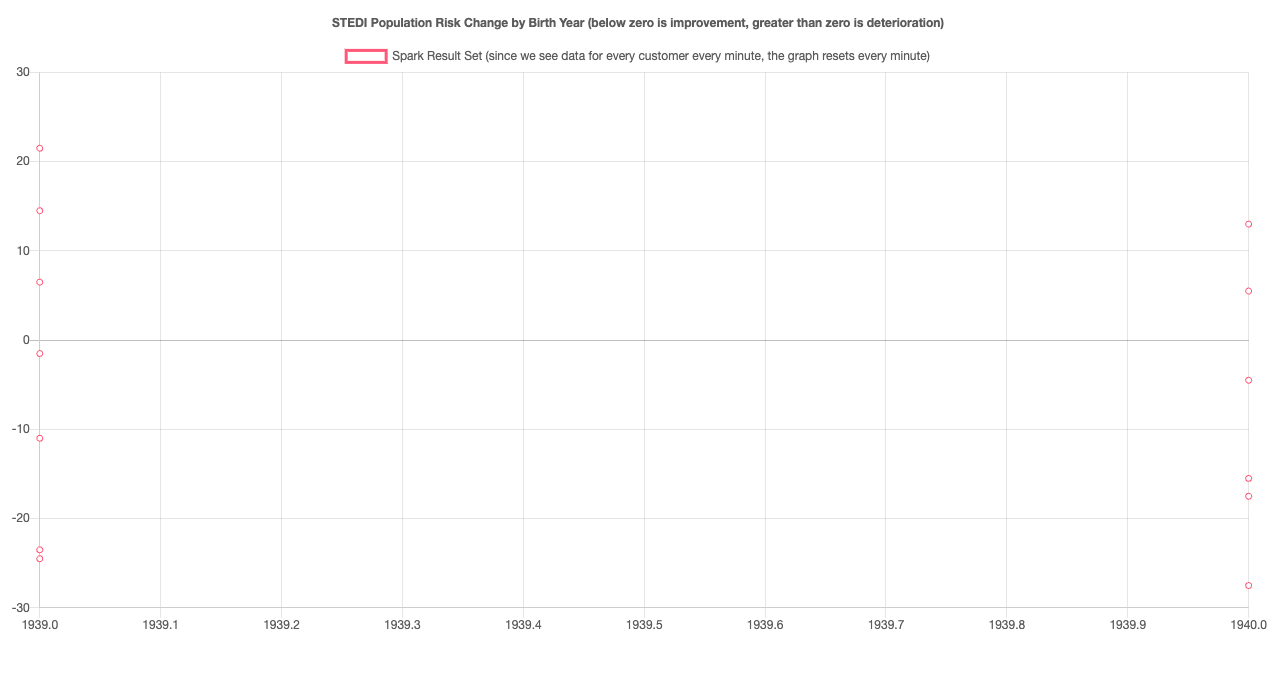 STEDI Population Risk Change by Birth Year (below zero is improvement, greater than zero is deterioration)
Spark Result Set (since we see data for every customer every minute, the graph resets every minute)
30
20
10
0
-10
-20
-30
1939.0 1939.1 1939.2 1939.3 1939.4 1939.5 1939.6 1939.7 1939.8 1939.9 1940.0